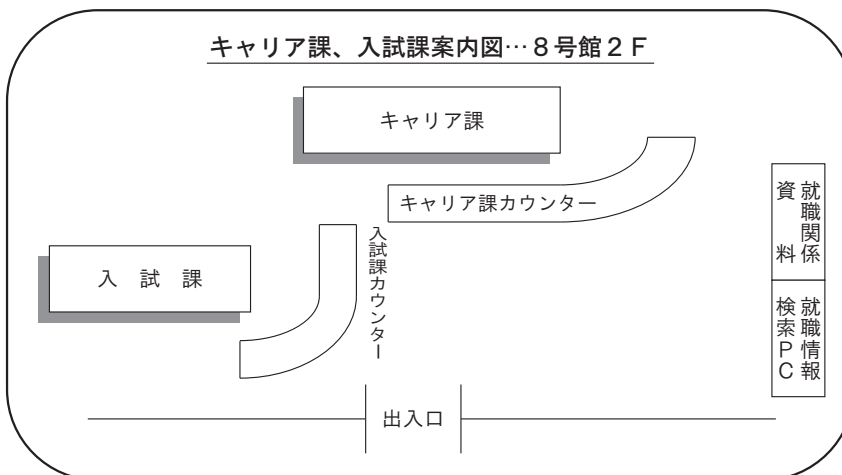 キャリア課、入試課案内図…８号館２Ｆ
キャリア課
キャリア課カウンター
入試課カウンター
入　試　課
就職関係
資　料
就職情報
検索ＰＣ
出入口